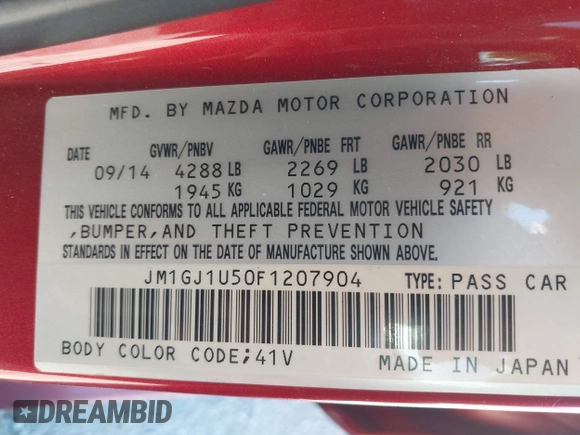 MFD. BY MAZDA MOTOR CORPORATION
DATE GVWR/PNBV GAWR/PNBE FRT GAWR/PNBE RR
09/14 4288 LB 2269 LB 2030 LB
1945 KG 1029 KG 921 KG
THIS VEHICLE CONFORMS TO ALL APPLICABLE FEDERAL MOTOR VEHICLE SAFETY
,BUMPER,AND THEFT PREVENTION
STANDARDS IN EFFECT ON THE DATE OF MANUFACTURE SHOWN ABOVE.
JM1GJ1U50F1207904 TYPE: PASS CAR
BODY COLOR CODE;41V MADE IN JAPAN
DREAMBID